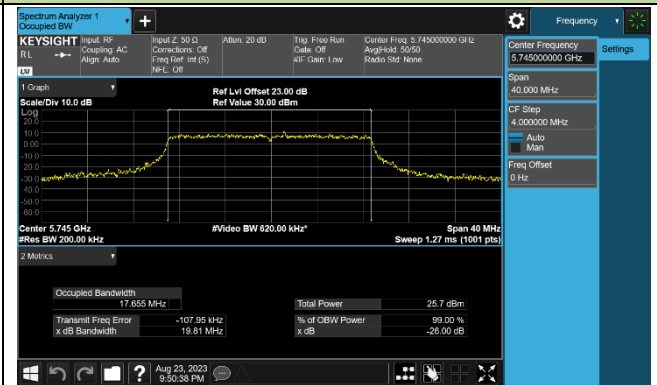 Spectrum Analyzer 1
Occupied BW
+
Frequency
KEYSIGHT
R L
LXI
Input: RF
Coupling: AC
Align: Auto
Input Z: 50 Ω
Corrections: Off
Freq Ref: Int (S)
NFE: Off
Atten: 20 dB
Trig: Free Run
Gate: Off
#IF Gain: Low
Center Freq: 5.745000000 GHz
Avg|Hold: 50/50
Radio Std: None
Center Frequency
5.745000000 GHz
Settings
Span
40.000 MHz
CF Step
4.000000 MHz
Auto
Man
Freq Offset
0 Hz
1 Graph
Scale/Div 10.0 dB
Ref Lvl Offset 23.00 dB
Ref Value 30.00 dBm
Log
20.0
10.0
0.00
-10.0
-20.0
-30.0
-40.0
-50.0
-60.0
Center 5.745 GHz
#Res BW 200.00 kHz
#Video BW 620.00 kHz*
Span 40 MHz
Sweep 1.27 ms (1001 pts)
2 Metrics
Occupied Bandwidth
17.655 MHz
Total Power 25.7 dBm
Transmit Freq Error -107.95 kHz
% of OBW Power 99.00 %
x dB Bandwidth 19.81 MHz
x dB -26.00 dB
?
Aug 23, 2023
9:50:38 PM